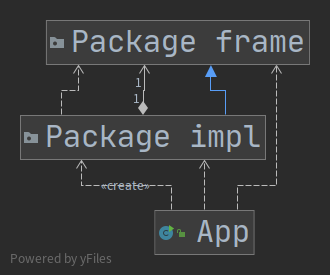 Package frame
1
1
Package impl
«create»
App
Powered by yFiles